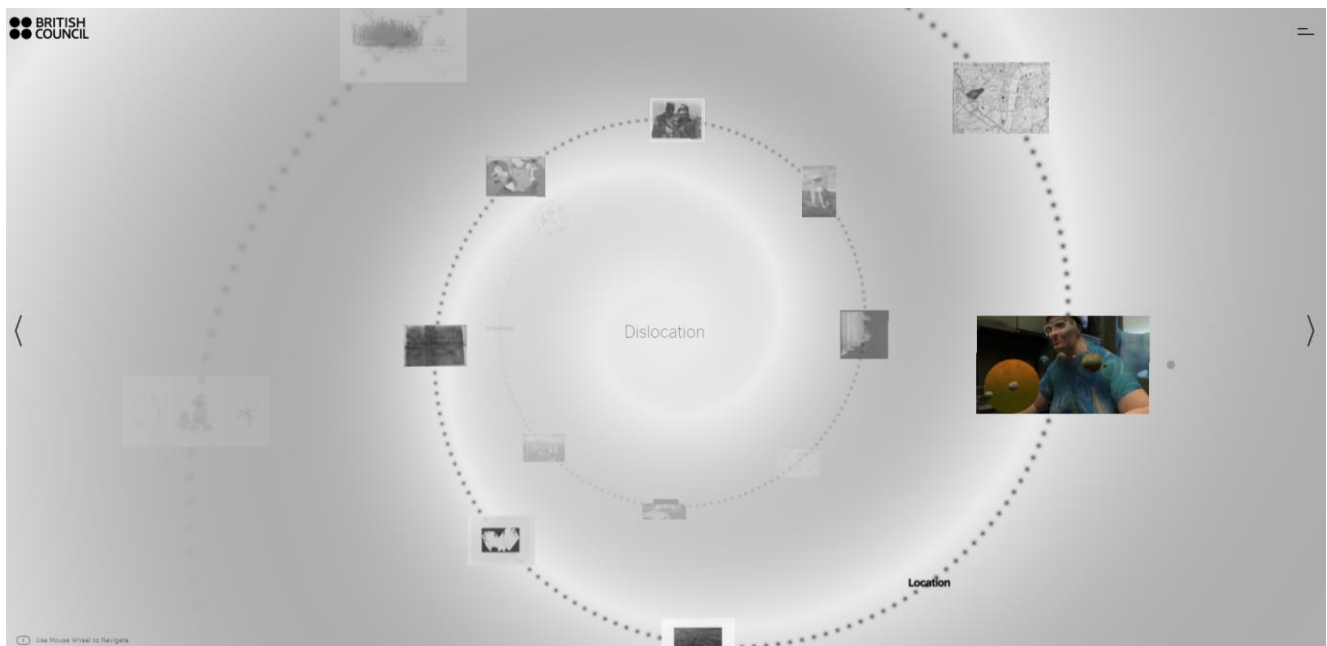 BRITISH
COUNCIL
Dislocation
Location
Use Mouse Wheel to Navigate